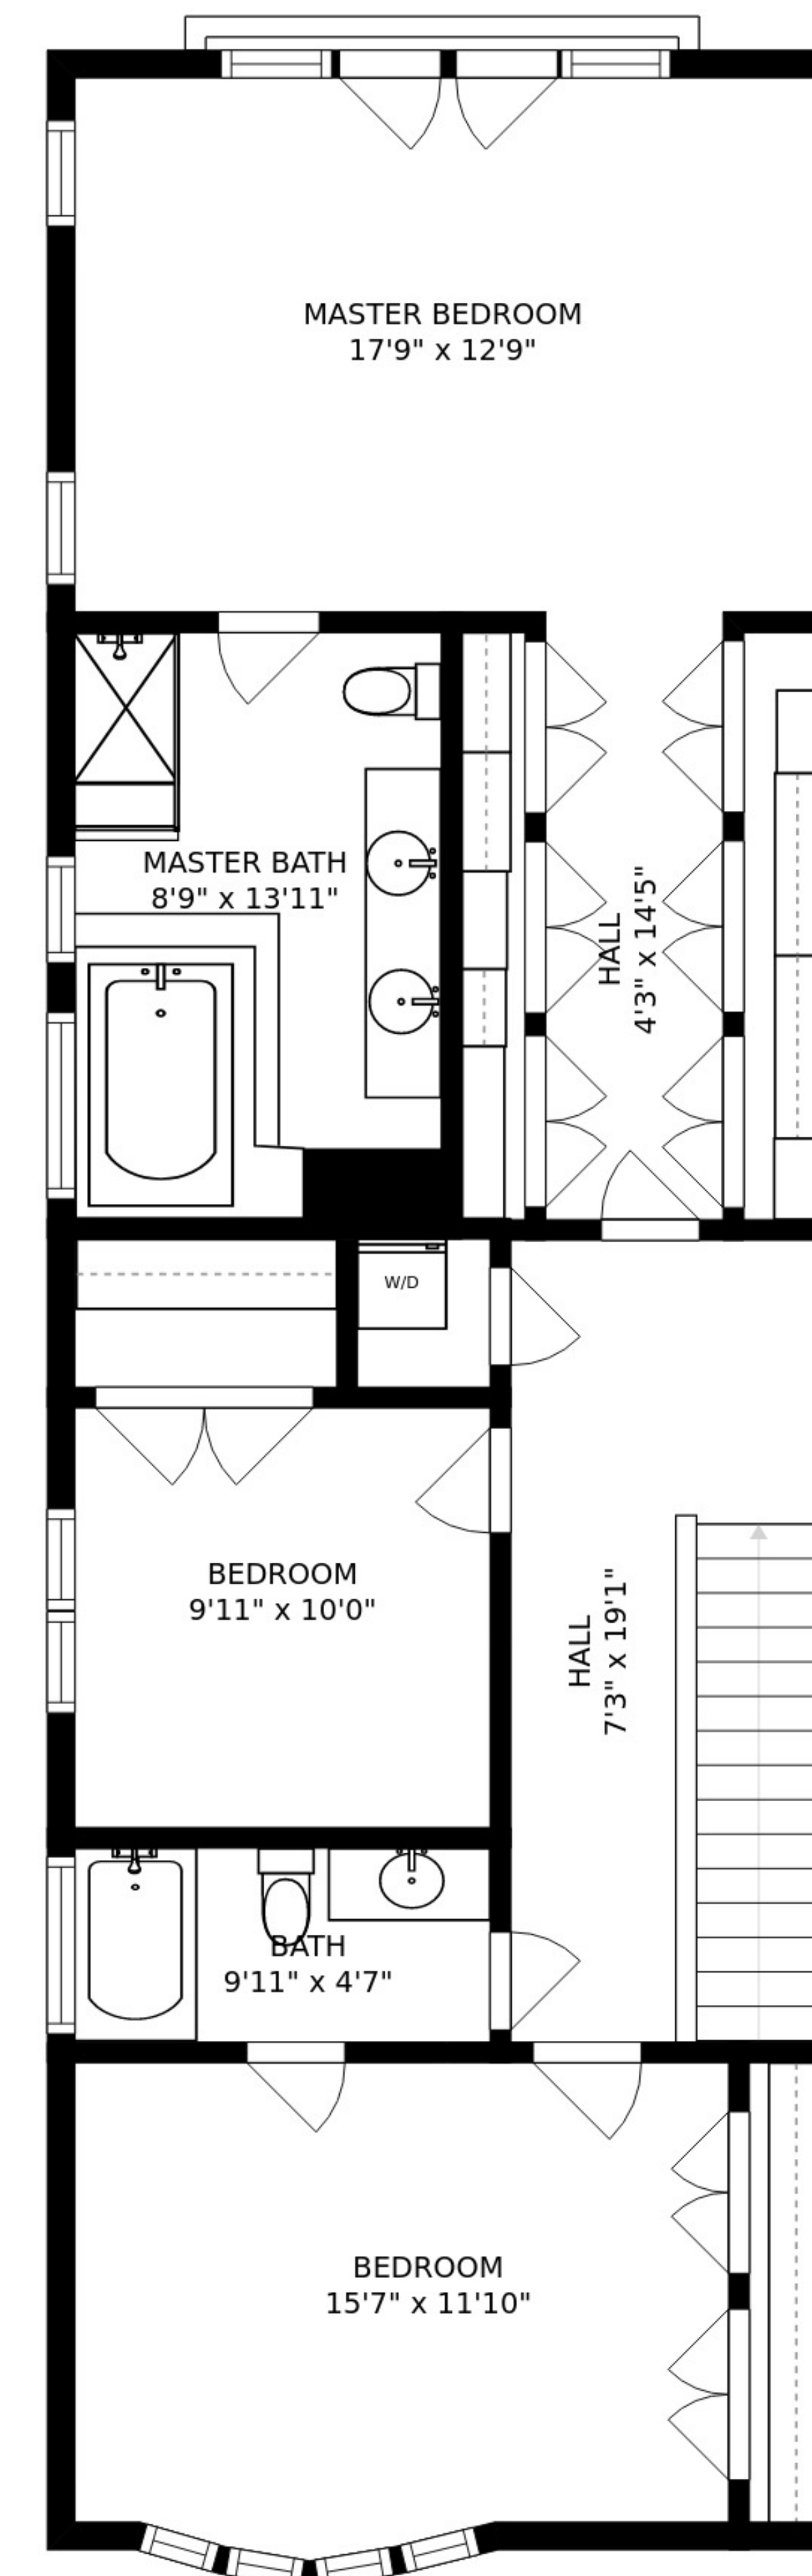 MASTER BEDROOM
17'9" x 12'9"
MASTER BATH
8'9" x 13'11"
HALL
4'3" x 14'5"
W/D
BEDROOM
9'11" x 10'0"
HALL
7'3" x 19'1"
BATH
9'11" x 4'7"
BEDROOM
15'7" x 11'10"